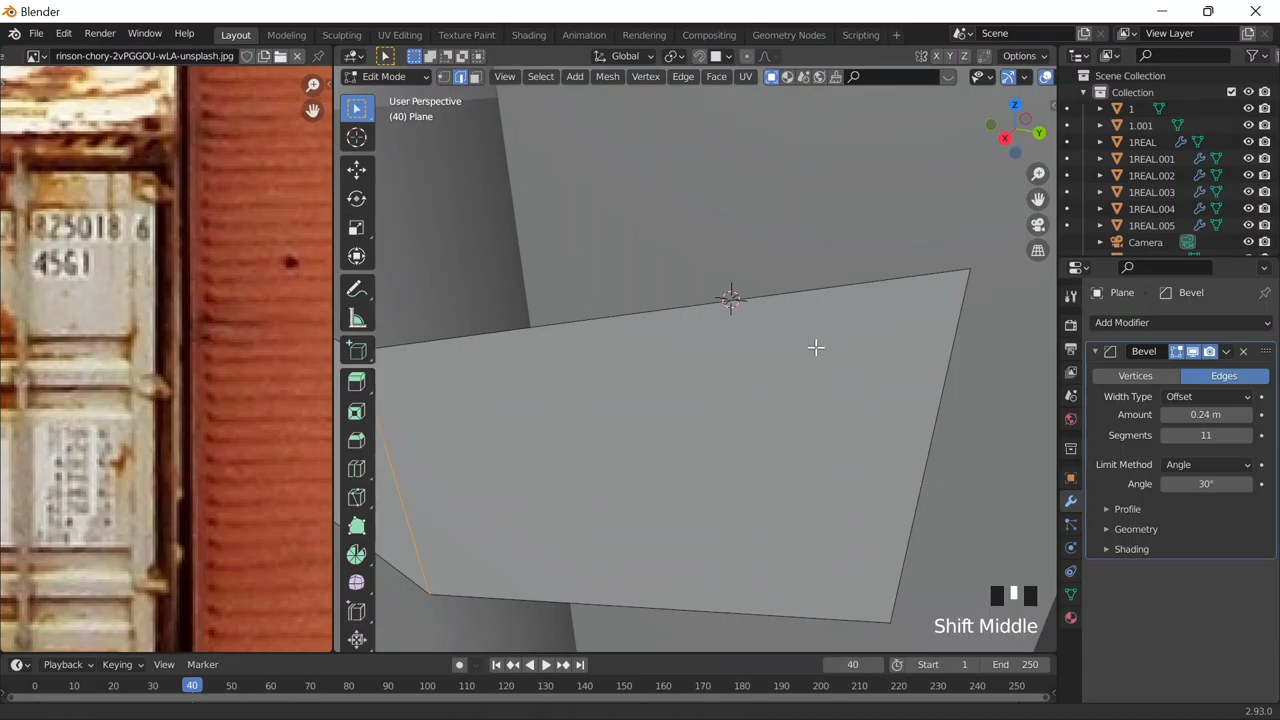 Blender
File Edit Render Window Help
Layout Modeling Sculpting UV Editing Texture Paint Shading Animation Rendering Compositing Geometry Nodes Scripting
Scene
View Layer
rinson-chory-2vPGGOU-wLA-unsplash.jpg
Global
X Y Z
Options
Edit Mode
View Select Add Mesh Vertex Edge Face UV
User Perspective
(40) Plane
Z
Y
X
825018 6
45G1
Scene Collection
Collection
1
1.001
1REAL
1REAL.001
1REAL.002
1REAL.003
1REAL.004
1REAL.005
Camera
Plane
Bevel
Add Modifier
Bevel
Vertices Edges
Width Type Offset
Amount 0.24 m
Segments 11
Limit Method Angle
Angle 30°
Profile
Geometry
Shading
Shift Middle
Playback Keying View Marker
40
Start 1
End 250
0 10 20 30 40 50 60 70 80 90 100 110 120 130 140 150 160 170 180 190 200 210 220 230 240 250
2.93.0